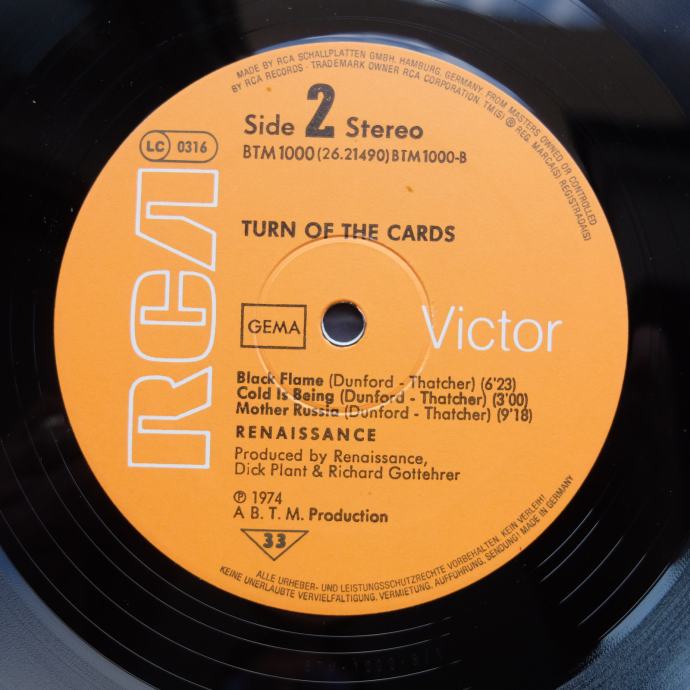 MADE BY RCA SCHALLPLATTEN GMBH, HAMBURG, GERMANY, FROM MASTERS OWNED OR CONTROLLED
BY RCA RECORDS · TRADEMARK OWNER RCA CORPORATION, TM(S) ® REG. MARCA(S) REGISTRADA(S)
Side 2 Stereo
BTM1000 (26.21490) BTM1000-B
LC 0316
RCA
TURN OF THE CARDS
GEMA
Victor
Black Flame (Dunford - Thatcher) (6'23)
Cold Is Being (Dunford - Thatcher) (3'00)
Mother Russia (Dunford - Thatcher) (9'18)
RENAISSANCE
Produced by Renaissance,
Dick Plant & Richard Gottehrer
℗ 1974
A B. T. M. Production
33
ALLE URHEBER- UND LEISTUNGSSCHUTZRECHTE VORBEHALTEN. KEIN VERLEIH!
KEINE UNERLAUBTE VERVIELFÄLTIGUNG, VERMIETUNG, AUFFÜHRUNG, SENDUNG! MADE IN GERMANY